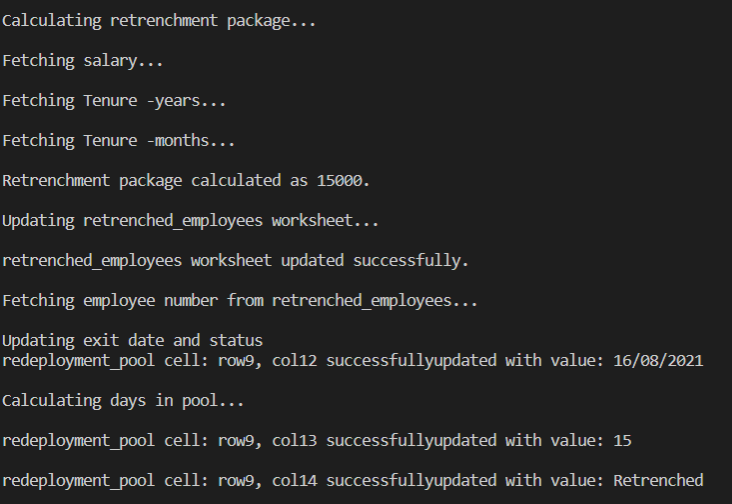 Calculating retrenchment package...
Fetching salary...
Fetching Tenure -years...
Fetching Tenure -months...
Retrenchment package calculated as 15000.
Updating retrenched_employees worksheet...
retrenched_employees worksheet updated successfully.
Fetching employee number from retrenched_employees...
Updating exit date and status
redeployment_pool cell: row9, col12 successfullyupdated with value: 16/08/2021
Calculating days in pool...
redeployment_pool cell: row9, col13 successfullyupdated with value: 15
redeployment_pool cell: row9, col14 successfullyupdated with value: Retrenched